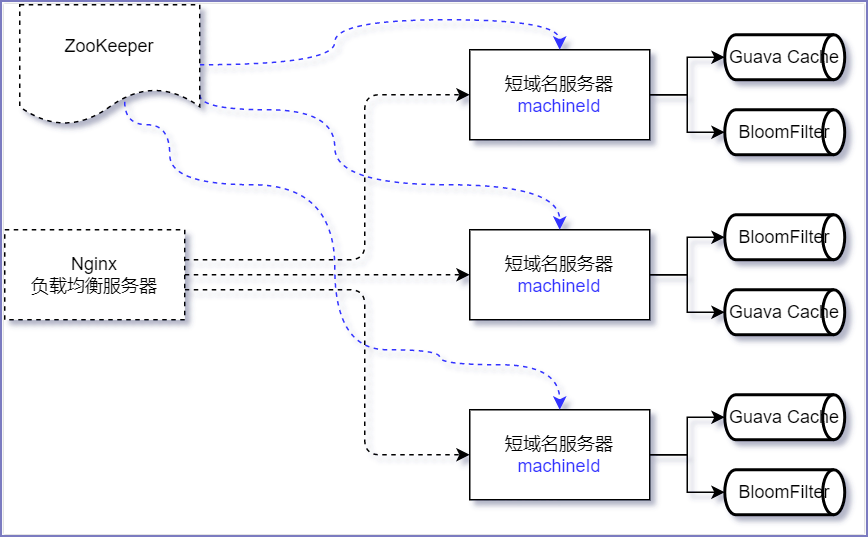 ZooKeeper
短域名服务器
machineId
Guava Cache
BloomFilter
Nginx
负载均衡服务器
短域名服务器
machineId
BloomFilter
Guava Cache
短域名服务器
machineId
Guava Cache
BloomFilter